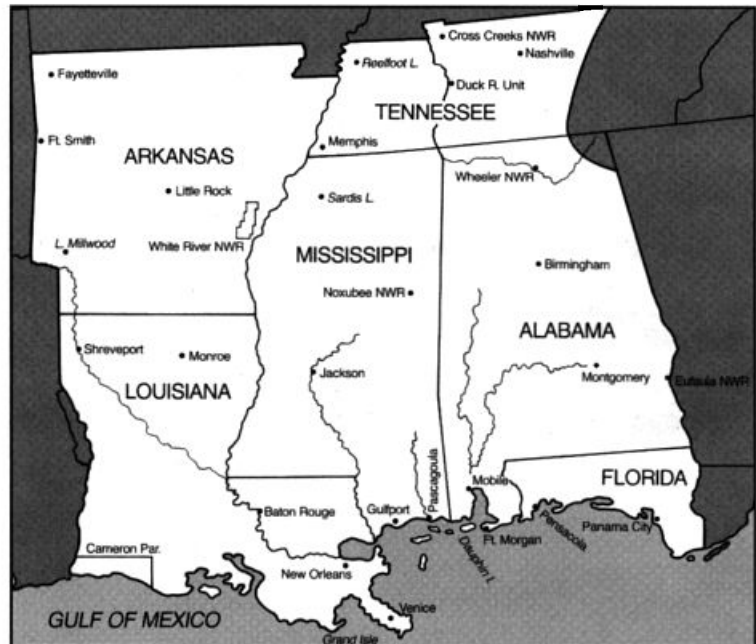 Cross Creeks NWR
Nashville
Fayetteville
Reelfoot L.
Duck R. Unit
TENNESSEE
Ft. Smith
ARKANSAS
Memphis
Wheeler NWR
Little Rock
Sardis L.
L. Millwood
White River NWR
MISSISSIPPI
Birmingham
Noxubee NWR
ALABAMA
Shreveport
Monroe
Jackson
Montgomery
Eufaula NWR
LOUISIANA
Pascagoula
Mobile
FLORIDA
Baton Rouge
Gulfport
Dauphin I.
Ft. Morgan
Pensacola
Panama City
Cameron Par.
New Orleans
GULF OF MEXICO
Venice
Grand Isle